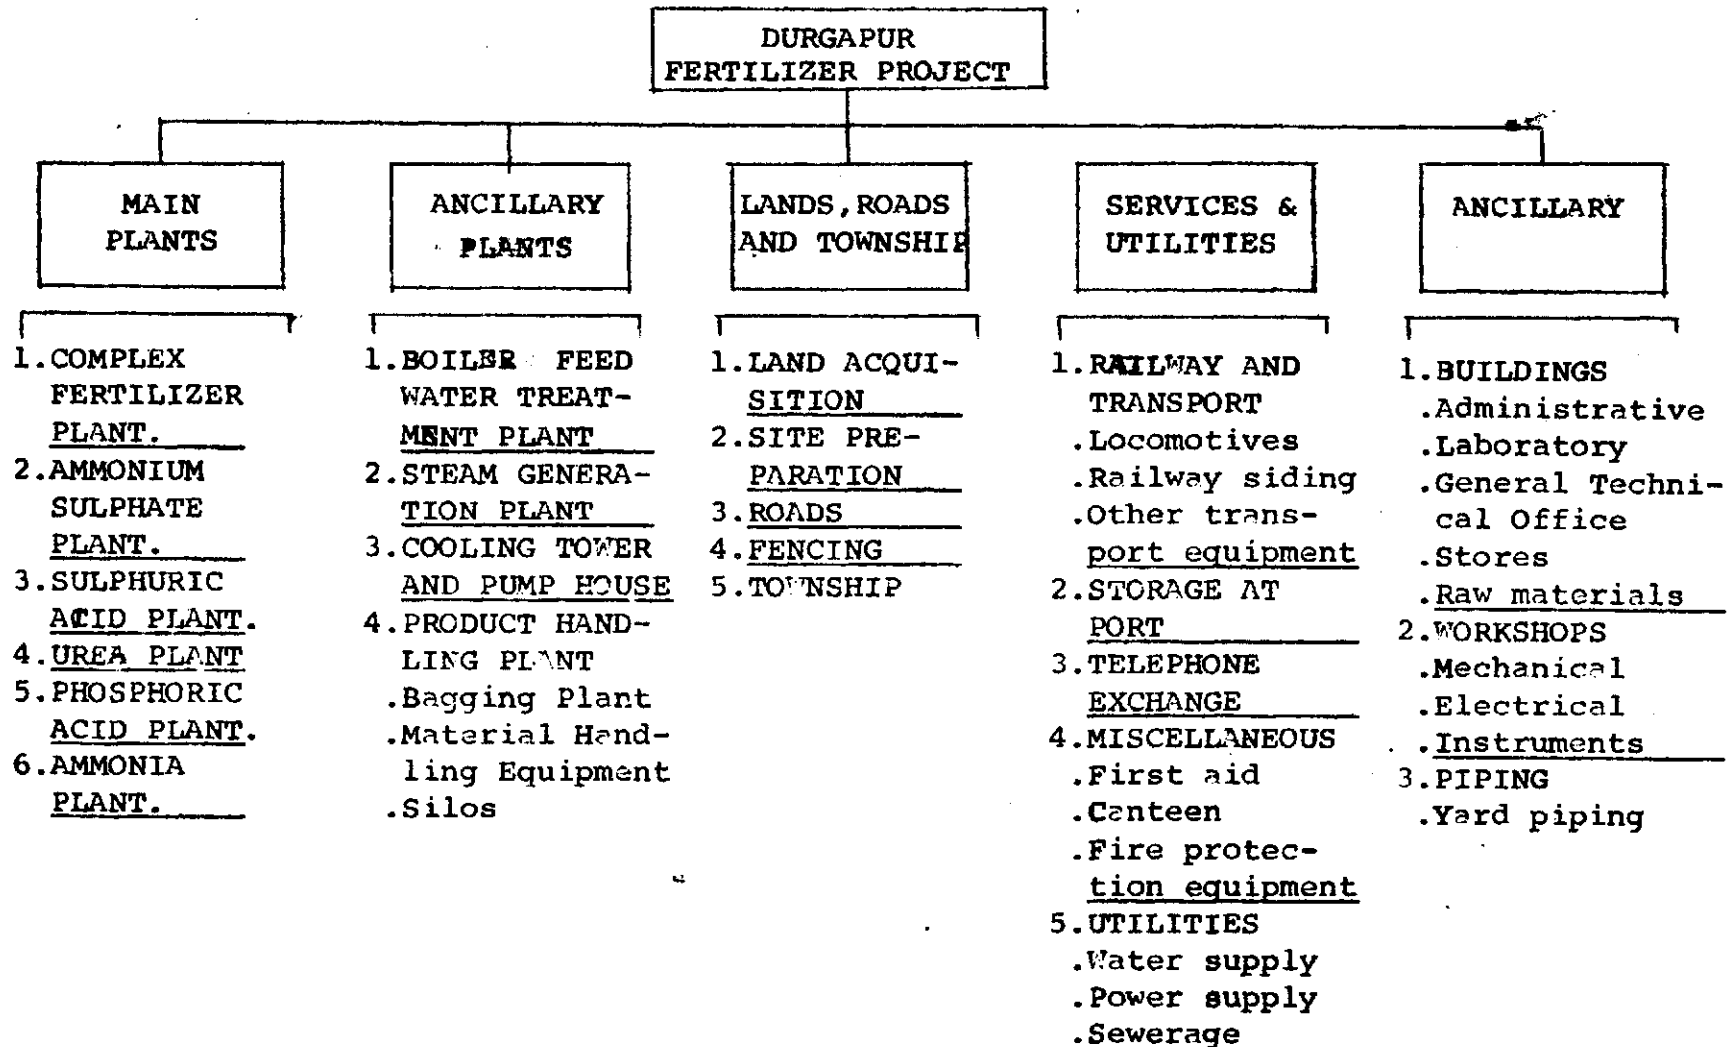 DURGAPUR
FERTILIZER PROJECT
MAIN
PLANTS
1.COMPLEX
FERTILIZER
PLANT.
2.AMMONIUM
SULPHATE
PLANT.
3.SULPHURIC
ACID PLANT.
4.UREA PLANT
5.PHOSPHORIC
ACID PLANT.
6.AMMONIA
PLANT.
ANCILLARY
PLANTS
1.BOILER FEED
WATER TREAT-
MENT PLANT
2.STEAM GENERA-
TION PLANT
3.COOLING TOWER
AND PUMP HOUSE
4.PRODUCT HAND-
LING PLANT
.Bagging Plant
.Material Hand-
ling Equipment
.Silos
LANDS,ROADS
AND TOWNSHIP
1.LAND ACQUI-
SITION
2.SITE PRE-
PARATION
3.ROADS
4.FENCING
5.TOWNSHIP
SERVICES &
UTILITIES
1.RAILWAY AND
TRANSPORT
.Locomotives
.Railway siding
.Other trans-
port equipment
2.STORAGE AT
PORT
3.TELEPHONE
EXCHANGE
4.MISCELLANEOUS
.First aid
.Canteen
.Fire protec-
tion equipment
5.UTILITIES
.Water supply
.Power supply
.Sewerage
ANCILLARY
1.BUILDINGS
.Administrative
.Laboratory
.General Techni-
cal Office
.Stores
.Raw materials
2.WORKSHOPS
.Mechanical
.Electrical
.Instruments
3.PIPING
.Yard piping